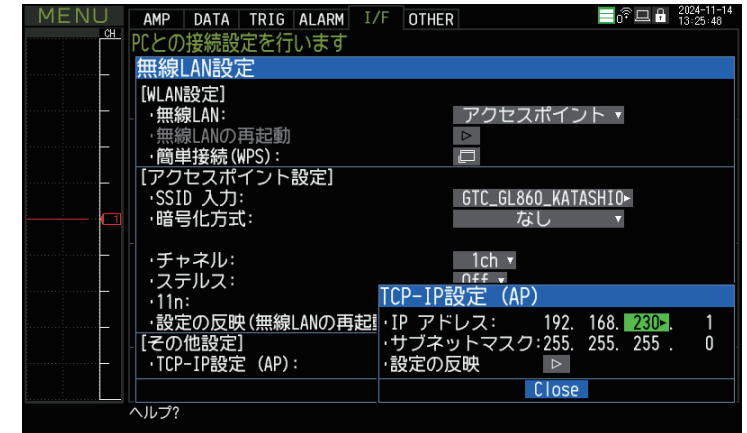 MENU AMP DATA TRIG ALARM I/F OTHER 2024-11-14
13:25:48
CH
PCとの接続設定を行います
無線LAN設定
[WLAN設定]
・無線LAN: アクセスポイント
・無線LANの再起動
・簡単接続(WPS):
[アクセスポイント設定]
・SSID 入力: GTC_GL860_KATASHIO
・暗号化方式: なし
1
・チャネル: 1ch
・ステルス: Off
・11n:
・設定の反映(無線LANの再起
[その他設定]
・TCP-IP設定 (AP):
TCP-IP設定 (AP)
・IP アドレス: 192. 168. 230. 1
・サブネットマスク:255. 255. 255 . 0
・設定の反映
Close
ヘルプ?